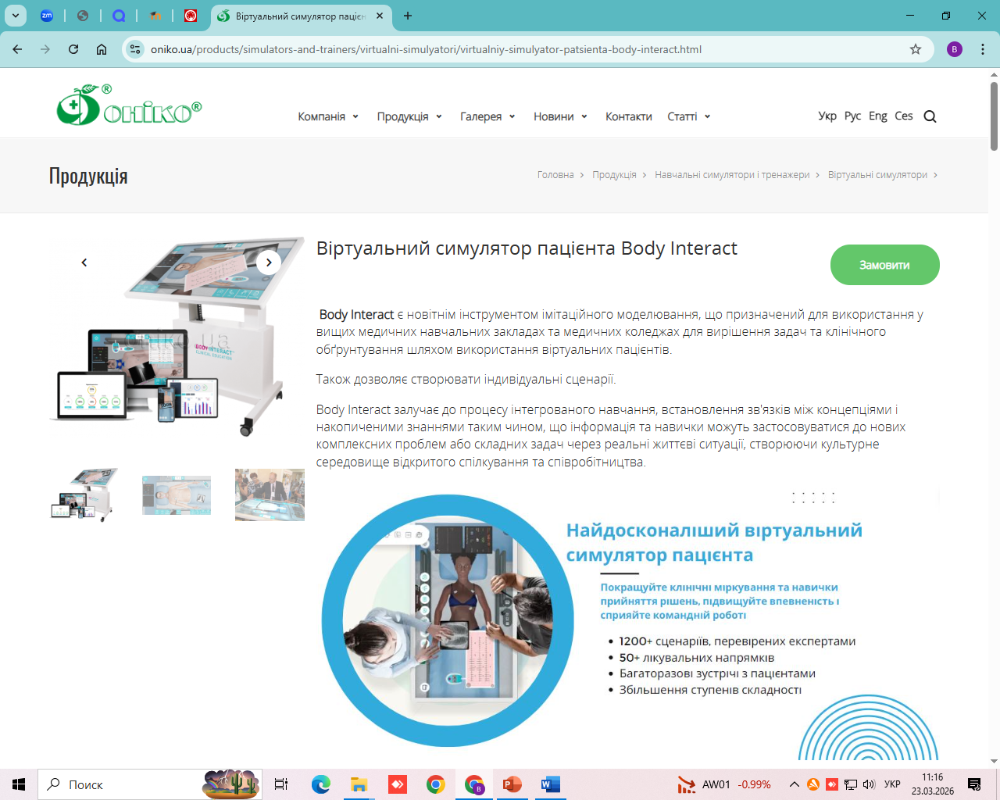 zm
Віртуальний симулятор пацієн
oniko.ua/products/simulators-and-trainers/virtualni-simulyatori/virtualniy-simulyator-patsienta-body-interact.html
B
оніко®
Компанія Продукція Галерея Новини Контакти Статті
Укр Рус Eng Ces
Продукція
Головна Продукція Навчальні симулятори і тренажери Віртуальні симулятори
Віртуальний симулятор пацієнта Body Interact
Замовити
BODY INTERACT
CLINICAL EDUCATION
Body Interact є новітнім інструментом імітаційного моделювання, що призначений для використання у
вищих медичних навчальних закладах та медичних коледжах для вирішення задач та клінічного
обґрунтування шляхом використання віртуальних пацієнтів.
Також дозволяє створювати індивідуальні сценарії.
Body Interact залучає до процесу інтегрованого навчання, встановлення зв'язків між концепціями і
накопиченими знаннями таким чином, що інформація та навички можуть застосовуватися до нових
комплексних проблем або складних задач через реальні життєві ситуації, створюючи культурне
середовище відкритого спілкування та співробітництва.
Найдосконаліший віртуальний
симулятор пацієнта
Покращуйте клінічні міркування та навички
прийняття рішень, підвищуйте впевненість і
сприяйте командній роботі
• 1200+ сценаріїв, перевірених експертами
• 50+ лікувальних напрямків
• Багаторазові зустрічі з пацієнтами
• Збільшення ступенів складності
Поиск
AW01 -0.99%
УКР
11:16
23.03.2026